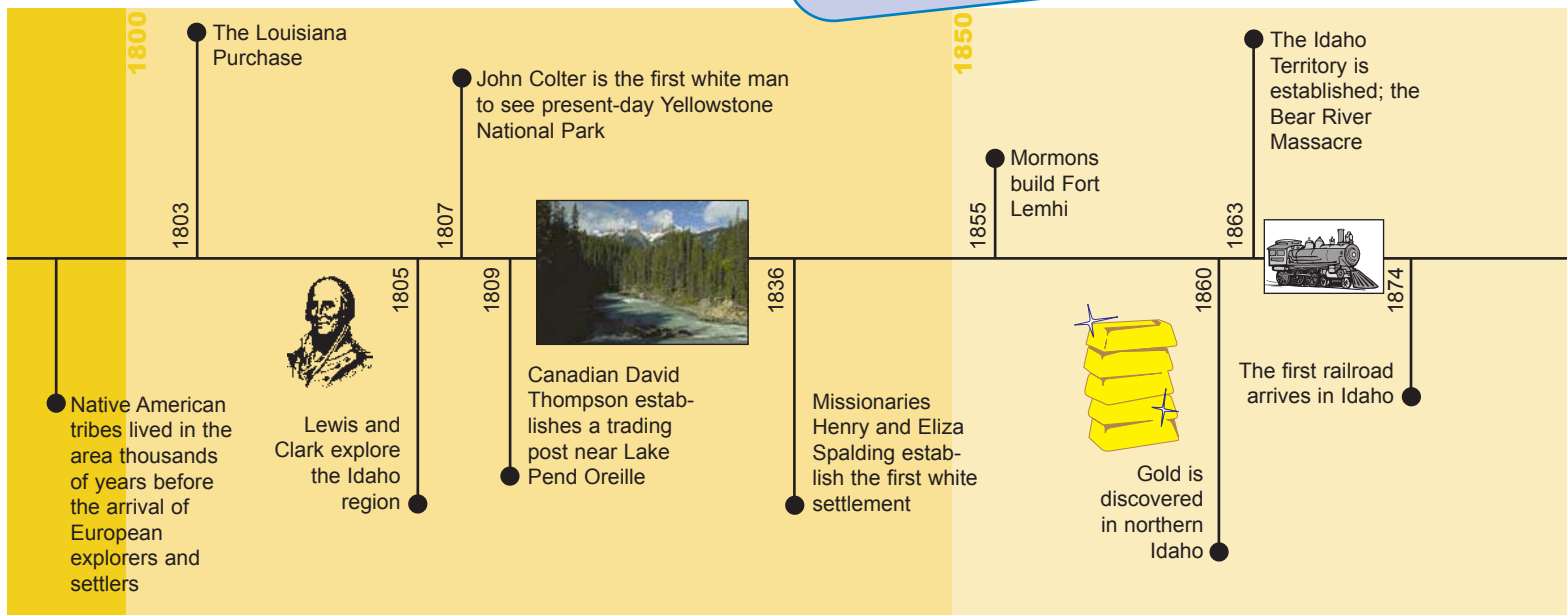 1800
1850
Native American
tribes lived in the
area thousands
of years before
the arrival of
European
explorers and
settlers
1803
The Louisiana
Purchase
1805
Lewis and
Clark explore
the Idaho
region
1807
John Colter is the first white man
to see present-day Yellowstone
National Park
1809
Canadian David
Thompson estab-
lishes a trading
post near Lake
Pend Oreille
1836
Missionaries
Henry and Eliza
Spalding estab-
lish the first white
settlement
1855
Mormons
build Fort
Lemhi
1860
Gold is
discovered
in northern
Idaho
1863
The Idaho
Territory is
established; the
Bear River
Massacre
1874
The first railroad
arrives in Idaho